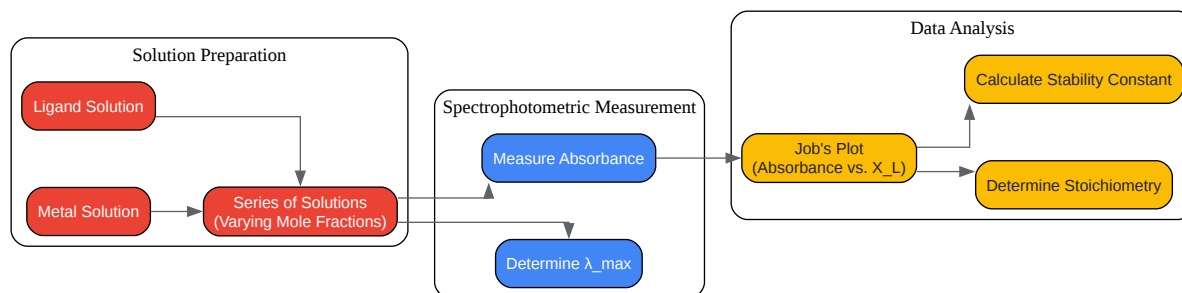 Solution Preparation
Ligand Solution
Metal Solution
Series of Solutions
(Varying Mole Fractions)
Spectrophotometric Measurement
Measure Absorbance
Determine λ_max
Data Analysis
Calculate Stability Constant
Job's Plot
(Absorbance vs. X_L)
Determine Stoichiometry